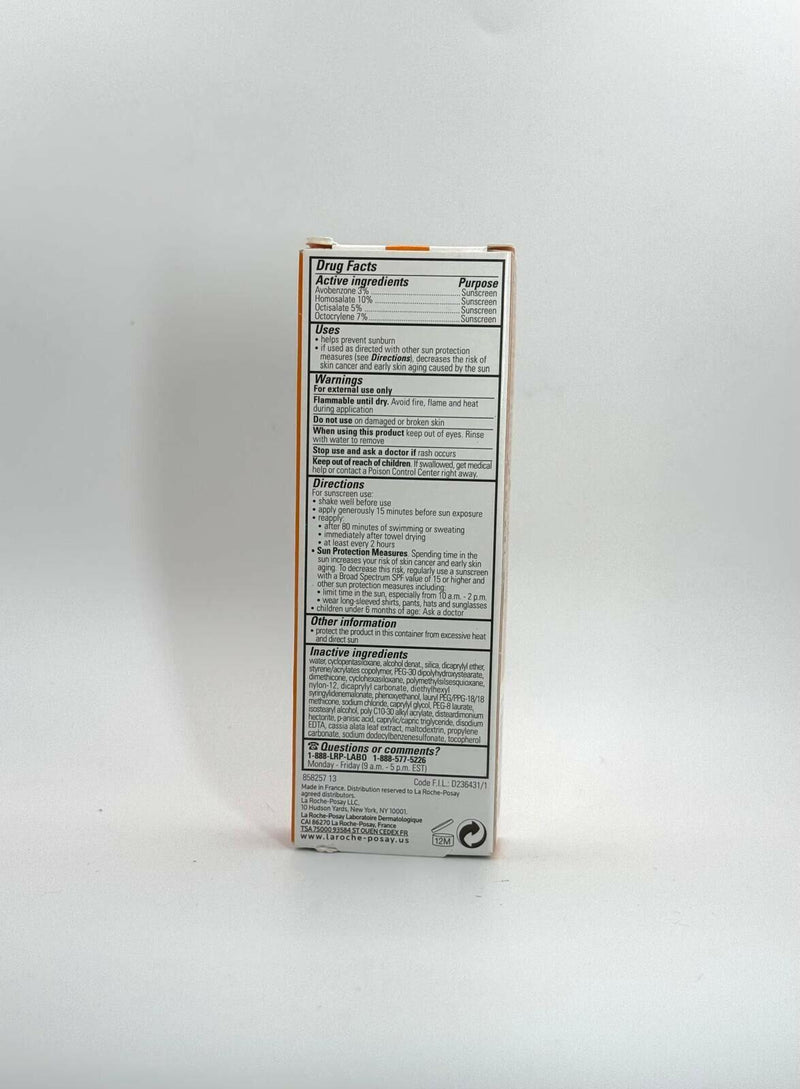 Drug Facts
Active ingredients Purpose
Avobenzone 3% Sunscreen
Homosalate 10% Sunscreen
Octisalate 5% Sunscreen
Octocrylene 7% Sunscreen
Uses
• helps prevent sunburn
• if used as directed with other sun protection
measures (see Directions), decreases the risk of
skin cancer and early skin aging caused by the sun
Warnings
For external use only
Flammable until dry. Avoid fire, flame and heat
during application
Do not use on damaged or broken skin
When using this product keep out of eyes. Rinse
with water to remove
Stop use and ask a doctor if rash occurs
Keep out of reach of children. If swallowed, get medical
help or contact a Poison Control Center right away.
Directions
For sunscreen use:
• shake well before use
• apply generously 15 minutes before sun exposure
• reapply:
• after 80 minutes of swimming or sweating
• immediately after towel drying
• at least every 2 hours
• Sun Protection Measures. Spending time in the
sun increases your risk of skin cancer and early skin
aging. To decrease this risk, regularly use a sunscreen
with a Broad Spectrum SPF value of 15 or higher and
other sun protection measures including:
• limit time in the sun, especially from 10 a.m. - 2 p.m.
• wear long-sleeved shirts, pants, hats and sunglasses
• children under 6 months of age: Ask a doctor
Other information
• protect the product in this container from excessive heat
and direct sun
Inactive ingredients
water, cyclopentasiloxane, alcohol denat., silica, dicaprylyl ether,
styrene/acrylates copolymer, PEG-30 dipolyhydroxystearate,
dimethicone, cyclohexasiloxane, polymethylsilsesquioxane,
nylon-12, dicaprylyl carbonate, diethylhexyl
syringylidenemalonate, phenoxyethanol, lauryl PEG/PPG-18/18
methicone, sodium chloride, caprylyl glycol, PEG-8 laurate,
isostearyl alcohol, poly C10-30 alkyl acrylate, disteardimonium
hectorite, p-anisic acid, caprylic/capric triglyceride, disodium
EDTA, cassia alata leaf extract, maltodextrin, propylene
carbonate, sodium dodecylbenzenesulfonate, tocopherol
☎ Questions or comments?
1-888-LRP-LABO 1-888-577-5226
Monday - Friday (9 a.m. - 5 p.m. EST)
858257 13 Code F.I.L.: D236431/1
Made in France. Distribution reserved to La Roche-Posay
agreed distributors.
La Roche-Posay LLC,
10 Hudson Yards, New York, NY 10001.
La Roche-Posay Laboratoire Dermatologique
CAI 86270 La Roche-Posay, France
TSA 75000 93584 ST OUEN CEDEX FR
www.laroche-posay.us
12M